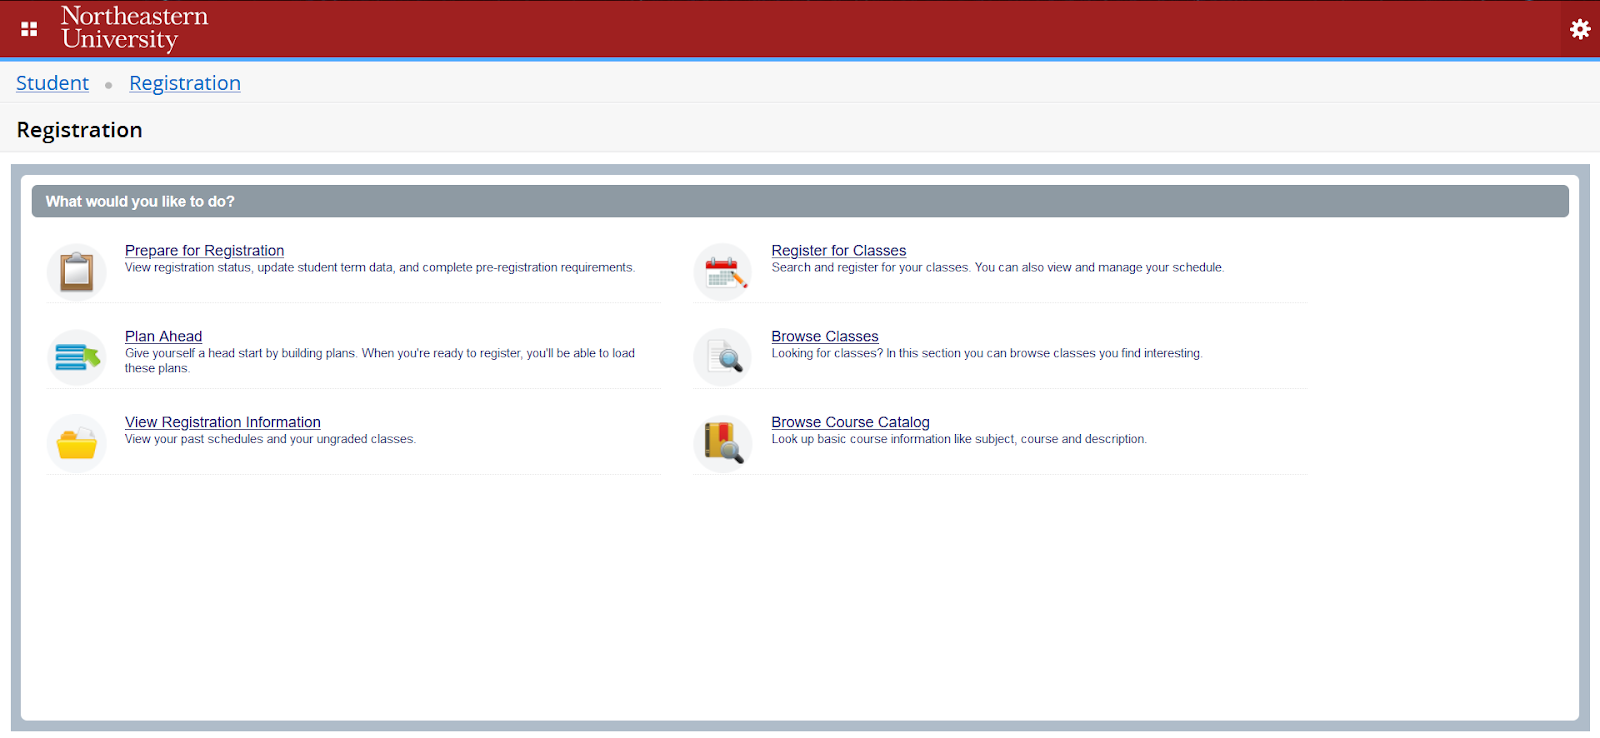 Northeastern
University
Student • Registration
Registration
What would you like to do?
Prepare for Registration
View registration status, update student term data, and complete pre-registration requirements.
Register for Classes
Search and register for your classes. You can also view and manage your schedule.
Plan Ahead
Give yourself a head start by building plans. When you're ready to register, you'll be able to load
these plans.
Browse Classes
Looking for classes? In this section you can browse classes you find interesting.
View Registration Information
View your past schedules and your ungraded classes.
Browse Course Catalog
Look up basic course information like subject, course and description.